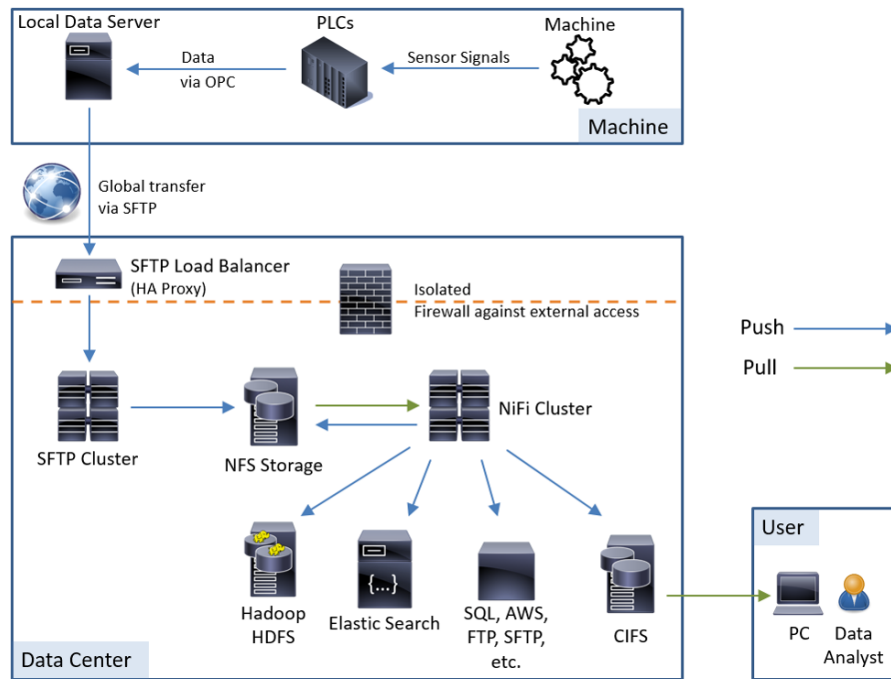 Local Data Server
PLCs
Machine
Data
via OPC
Sensor Signals
Machine
Global transfer
via SFTP
SFTP Load Balancer
(HA Proxy)
Isolated
Firewall against external access
Push
Pull
SFTP Cluster
NFS Storage
NiFi Cluster
Hadoop
HDFS
{...}
Elastic Search
SQL, AWS,
FTP, SFTP,
etc.
CIFS
Data Center
User
PC
Data
Analyst